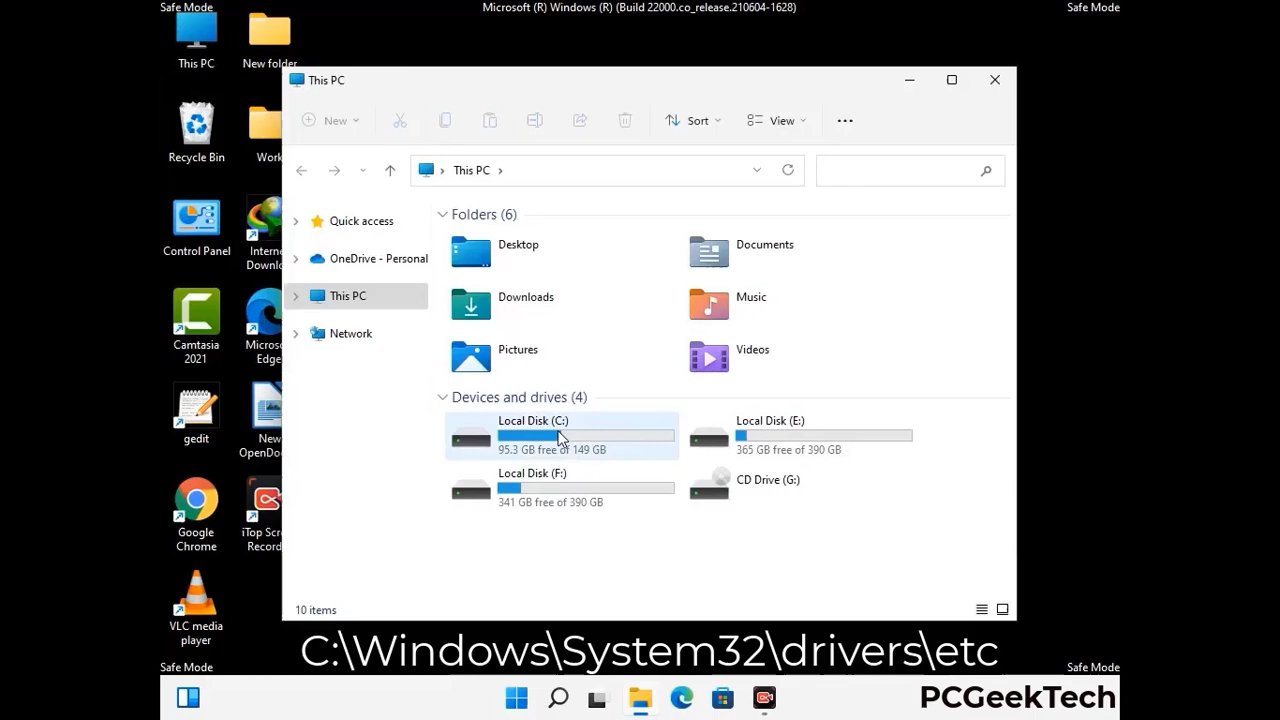 Safe Mode
Microsoft (R) Windows (R) (Build 22000.co_release.210604-1628)
Safe Mode
This PC
New folder
Recycle Bin
Work
Control Panel
Internet
Downlo...
Camtasia
2021
Micros...
Edge
gedit
New
OpenDo...
Google
Chrome
iTop Scr...
Record...
VLC media
player
This PC
New
Sort
View
This PC
Quick access
OneDrive - Personal
This PC
Network
Folders (6)
Desktop
Documents
Downloads
Music
Pictures
Videos
Devices and drives (4)
Local Disk (C:)
95.3 GB free of 149 GB
Local Disk (E:)
365 GB free of 390 GB
Local Disk (F:)
341 GB free of 390 GB
CD Drive (G:)
10 items
C:\Windows\System32\drivers\etc
Safe Mode
Safe Mode
PCGeekTech